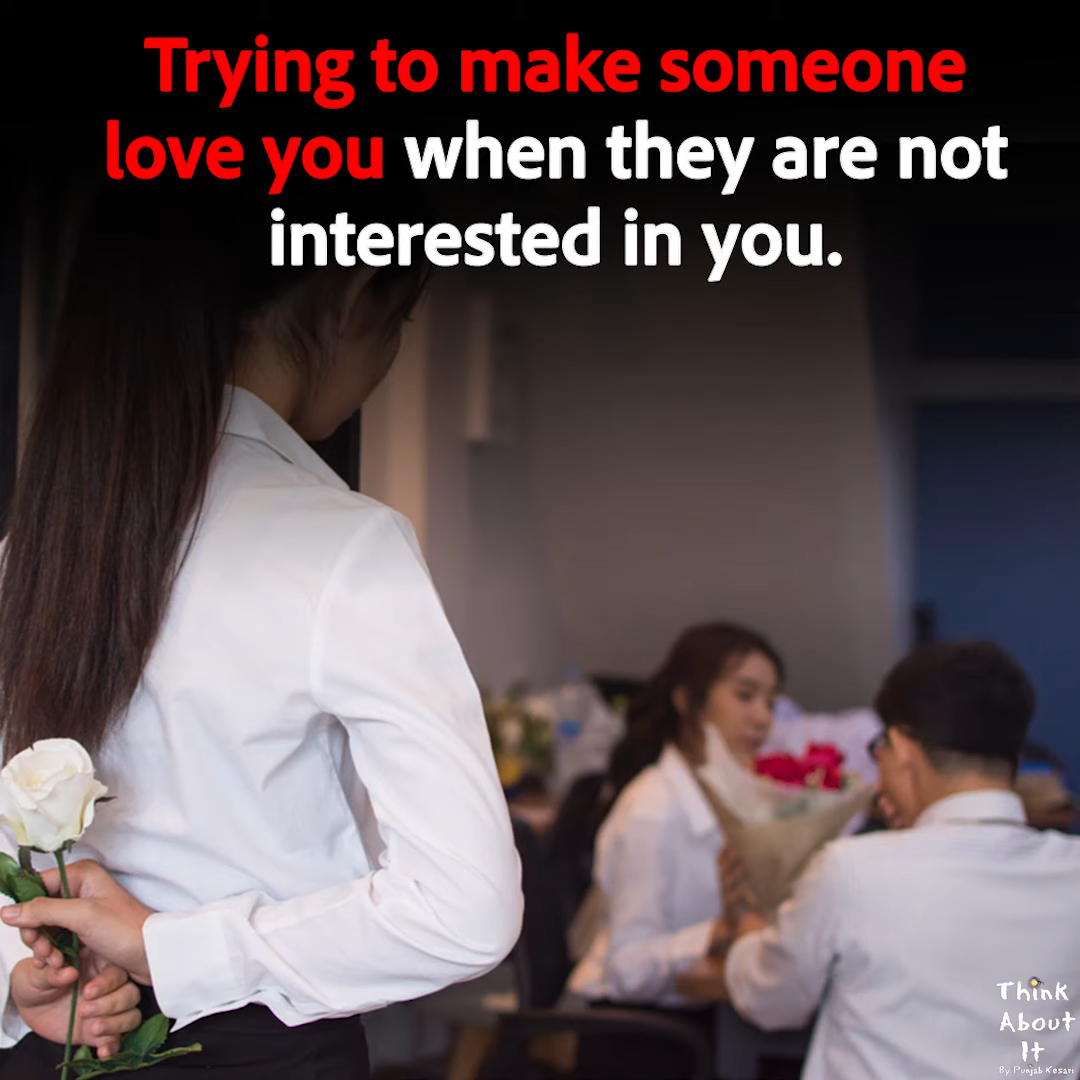 Trying to make someone
love you when they are not
interested in you.
Think
About
It
By Punjab Kesari